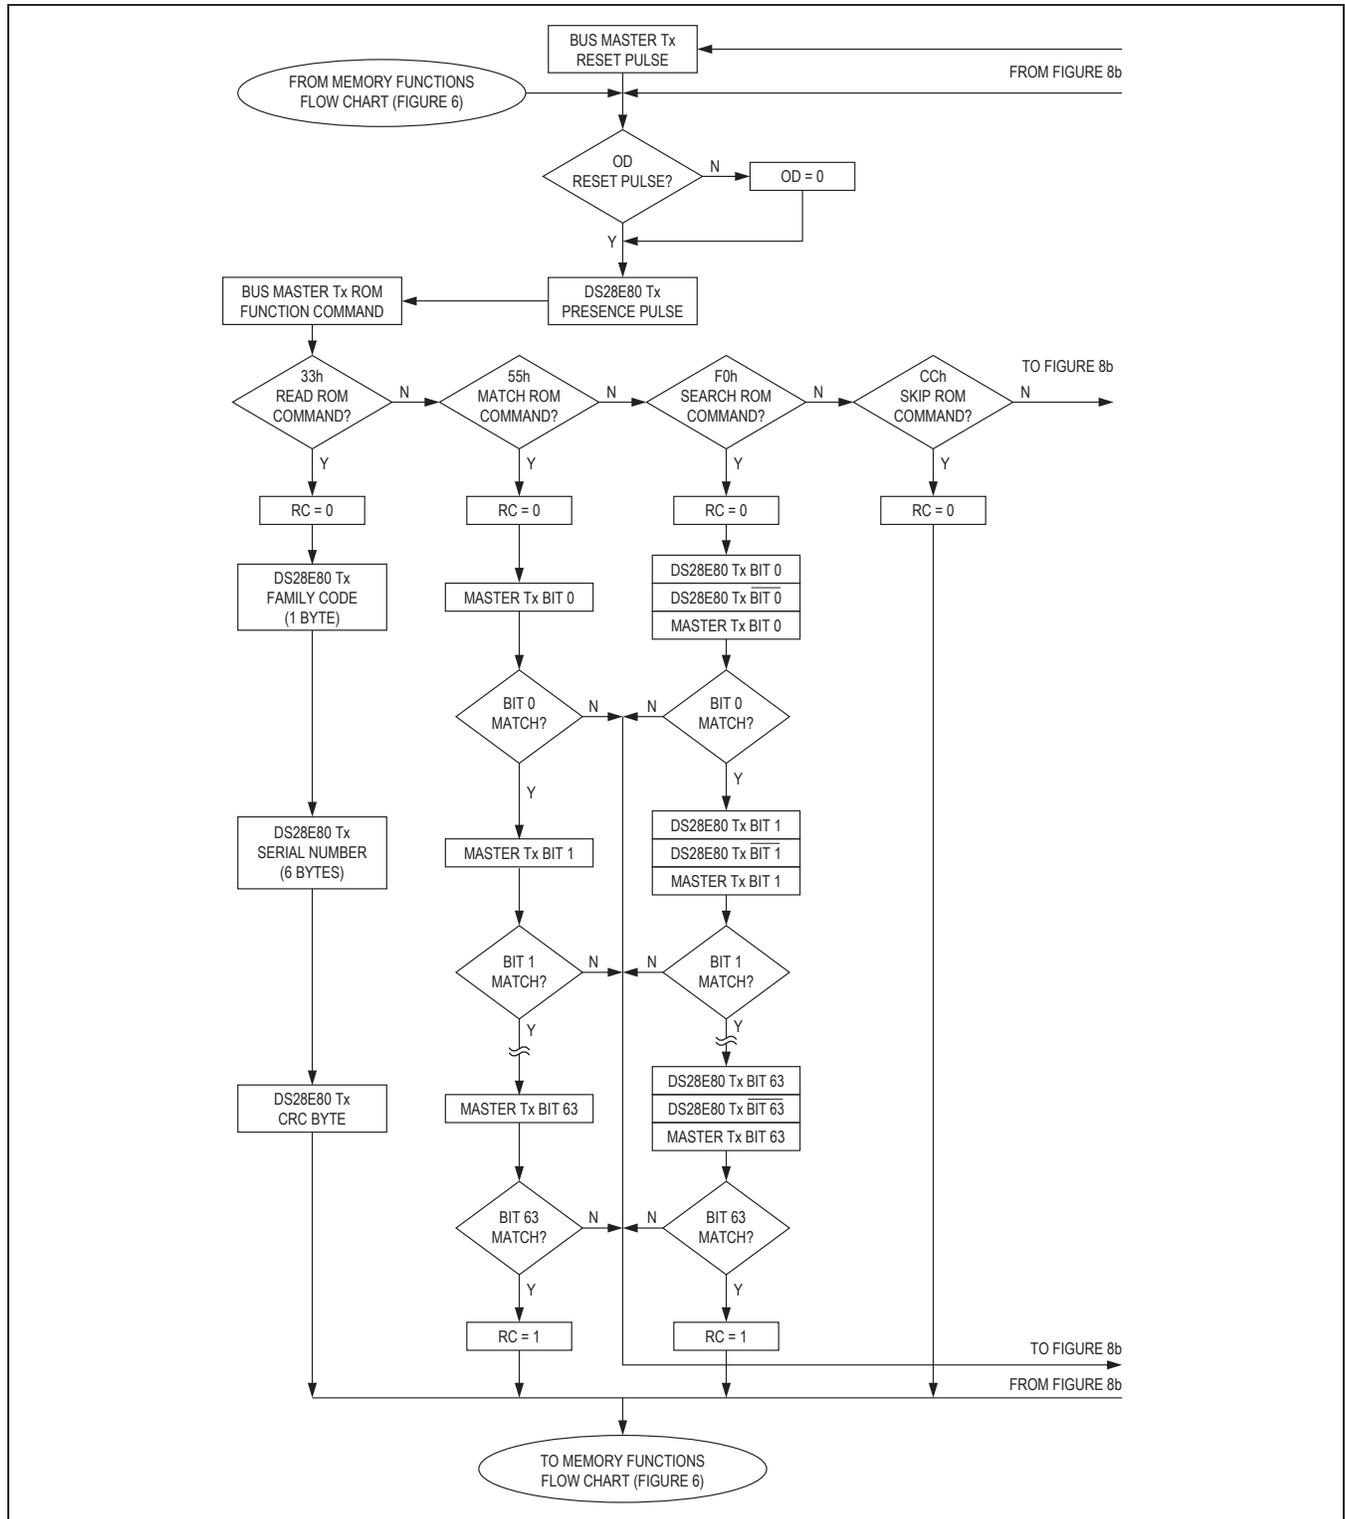 BUS MASTER Tx
RESET PULSE
FROM FIGURE 8b
FROM MEMORY FUNCTIONS
FLOW CHART (FIGURE 6)
OD
RESET PULSE?
N
OD = 0
Y
BUS MASTER Tx ROM
FUNCTION COMMAND
DS28E80 Tx
PRESENCE PULSE
33h
READ ROM
COMMAND?
N
55h
MATCH ROM
COMMAND?
N
F0h
SEARCH ROM
COMMAND?
N
CCh
SKIP ROM
COMMAND?
N
TO FIGURE 8b
Y
Y
Y
Y
RC = 0
RC = 0
RC = 0
RC = 0
DS28E80 Tx
FAMILY CODE
(1 BYTE)
MASTER Tx BIT 0
DS28E80 Tx BIT 0
DS28E80 Tx B̅I̅T̅ ̅0̅
MASTER Tx BIT 0
BIT 0
MATCH?
N
N
BIT 0
MATCH?
Y
Y
DS28E80 Tx
SERIAL NUMBER
(6 BYTES)
MASTER Tx BIT 1
DS28E80 Tx BIT 1
DS28E80 Tx B̅I̅T̅ ̅1̅
MASTER Tx BIT 1
BIT 1
MATCH?
N
N
BIT 1
MATCH?
Y
Y
DS28E80 Tx
CRC BYTE
MASTER Tx BIT 63
DS28E80 Tx BIT 63
DS28E80 Tx B̅I̅T̅ ̅6̅3̅
MASTER Tx BIT 63
BIT 63
MATCH?
N
N
BIT 63
MATCH?
Y
Y
RC = 1
RC = 1
TO FIGURE 8b
FROM FIGURE 8b
TO MEMORY FUNCTIONS
FLOW CHART (FIGURE 6)